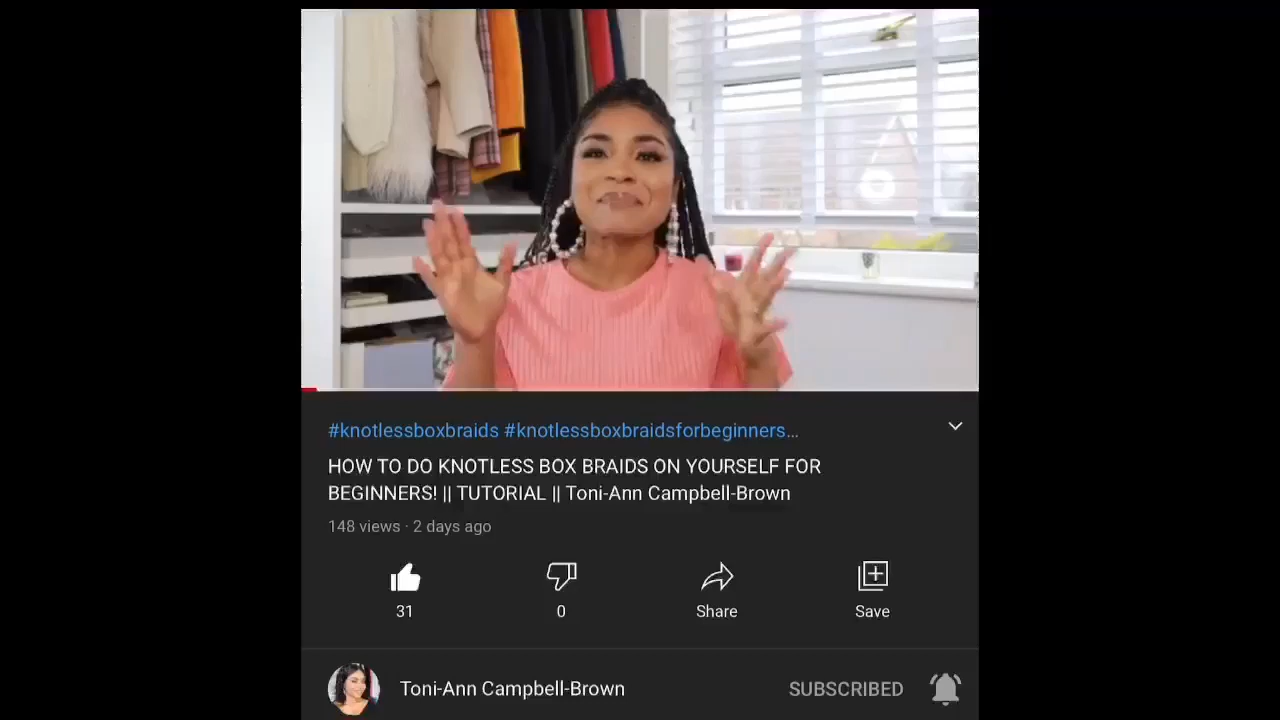 #knotlessboxbraids #knotlessboxbraidsforbeginners...
HOW TO DO KNOTLESS BOX BRAIDS ON YOURSELF FOR
BEGINNERS! || TUTORIAL || Toni-Ann Campbell-Brown
148 views · 2 days ago
31
0
Share
Save
Toni-Ann Campbell-Brown
SUBSCRIBED